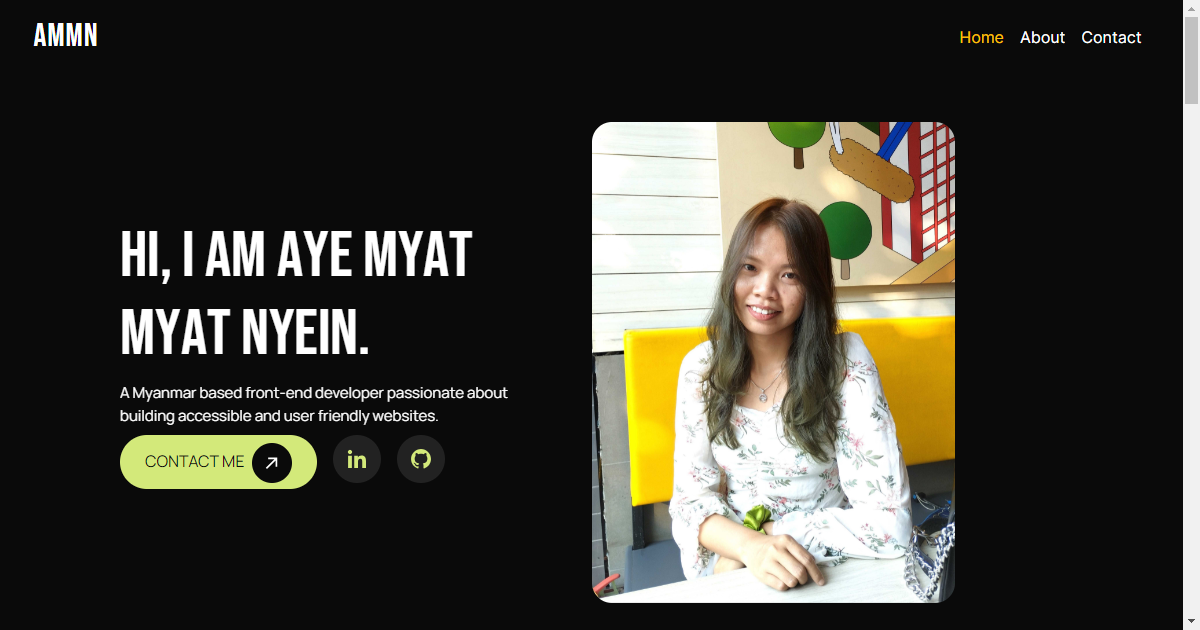 AMMN
Home About Contact
HI, I AM AYE MYAT
MYAT NYEIN.
A Myanmar based front-end developer passionate about
building accessible and user friendly websites.
CONTACT ME
in